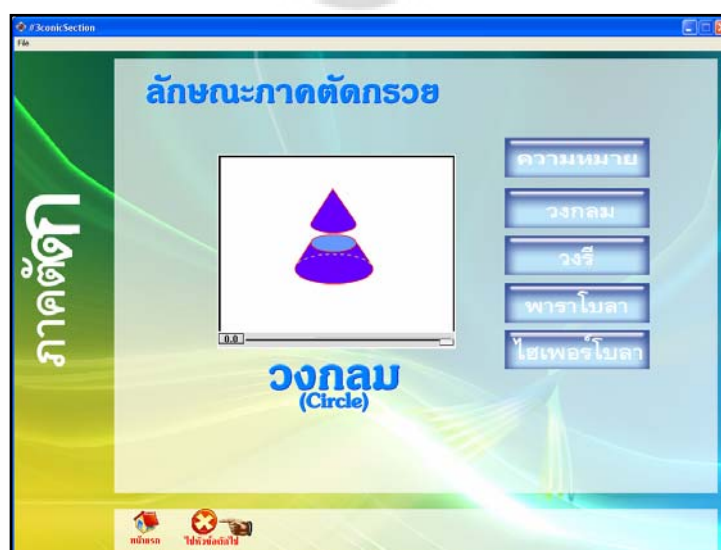 #3conicSection
File
ลักษณะภาคตัดกรวย
ความหมาย
วงกลม
วงรี
พาราโบลา
ไฮเพอร์โบลา
ภาคตัด
0.0
วงกลม
(Circle)
หน้าแรก
ไปหัวข้อถัดไป